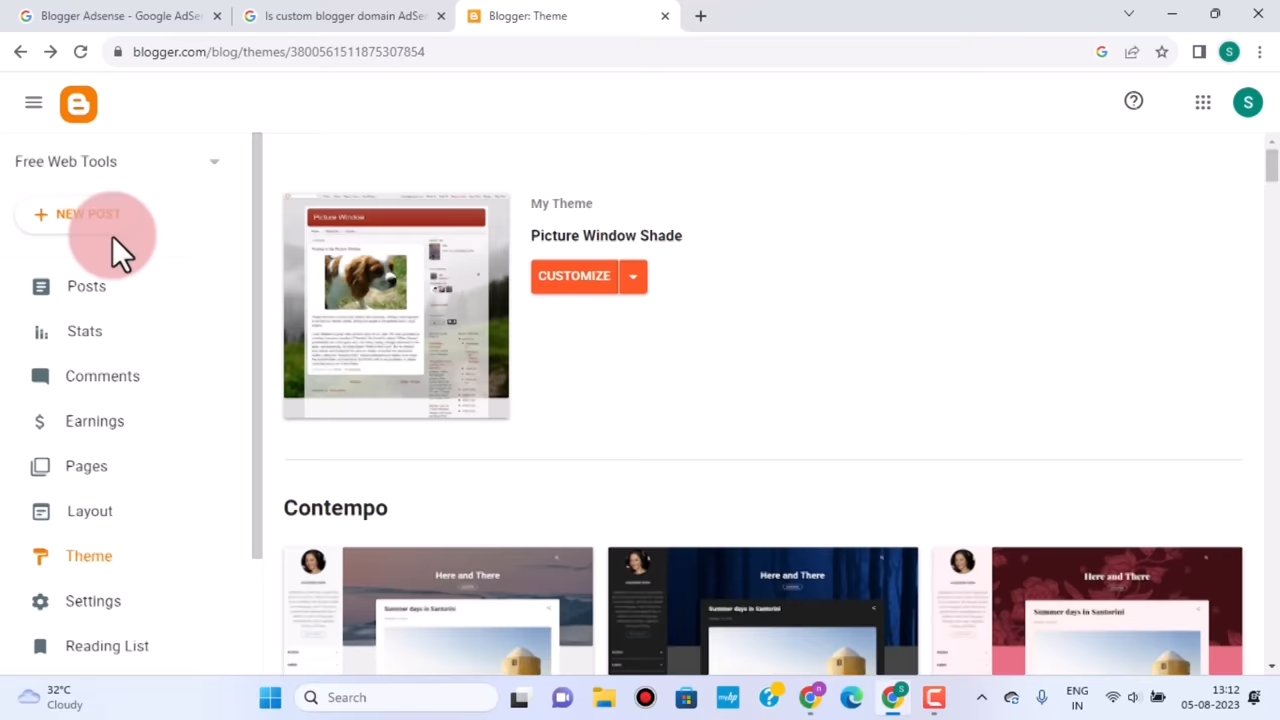 Blogger Adsense - Google AdSe
Is custom blogger domain AdSen
Blogger: Theme
blogger.com/blog/themes/3800561511875307854
S
S
Free Web Tools
NEW POST
Posts
Stats
Comments
Earnings
Pages
Layout
Theme
Settings
Reading List
Picture Window
My Theme
Picture Window Shade
CUSTOMIZE
Contempo
Here and There
Summer days in Santorini
Here and There
Summer days in Santorini
Here and There
Summer days in Santorini
32°C
Cloudy
Search
myHP
n
S
ENG
IN
13:12
05-08-2023